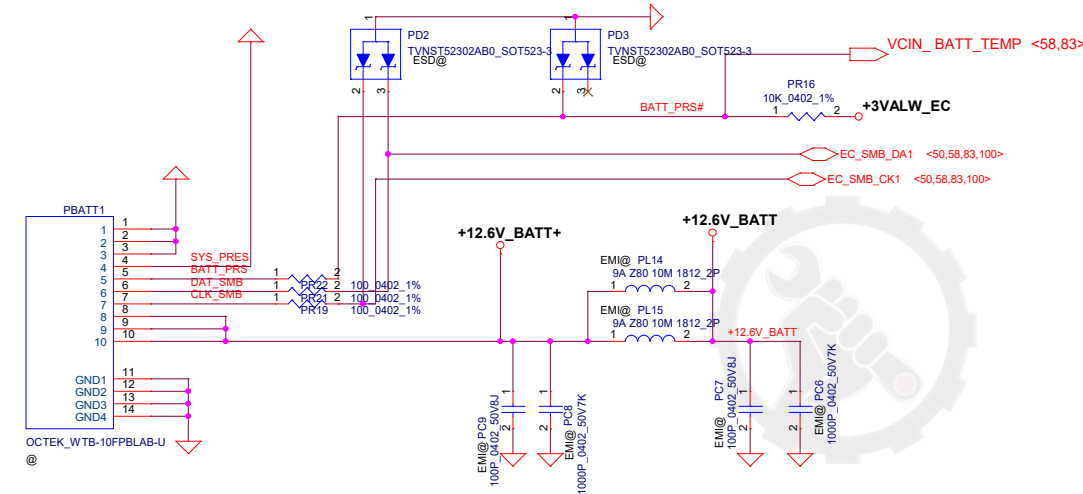 1
PD2
TVNST52302AB0_SOT523-3
ESD@
2
3
1
PD3
TVNST52302AB0_SOT523-3
ESD@
2
3
VCIN_ BATT_TEMP <58,83>
BATT_PRS#
PR16
10K_0402_1%
1
2
+3VALW_EC
EC_SMB_DA1 <50,58,83,100>
EC_SMB_CK1 <50,58,83,100>
PBATT1
1 1
2 2
3 3
4 4 SYS_PRES
5 5 BATT_PRS 1 2
6 6 DAT_SMB 1 PR22 2 100_0402_1%
7 7 CLK_SMB 1 PR21 2 100_0402_1%
8 8 PR19 100_0402_1%
9 9
10 10
GND1 11
GND2 12
GND3 13
GND4 14
OCTEK_WTB-10FPBLAB-U
@
+12.6V_BATT+
+12.6V_BATT
EMI@ PL14
9A Z80 10M 1812_2P
1 2
EMI@ PL15
9A Z80 10M 1812_2P
1 2
+12.6V_BATT
1
2
EMI@ PC9
100P_0402_50V8J
1
2
EMI@ PC8
1000P_0402_50V7K
1
2
EMI@ PC7
100P_0402_50V8J
1
2
EMI@ PC6
1000P_0402_50V7K